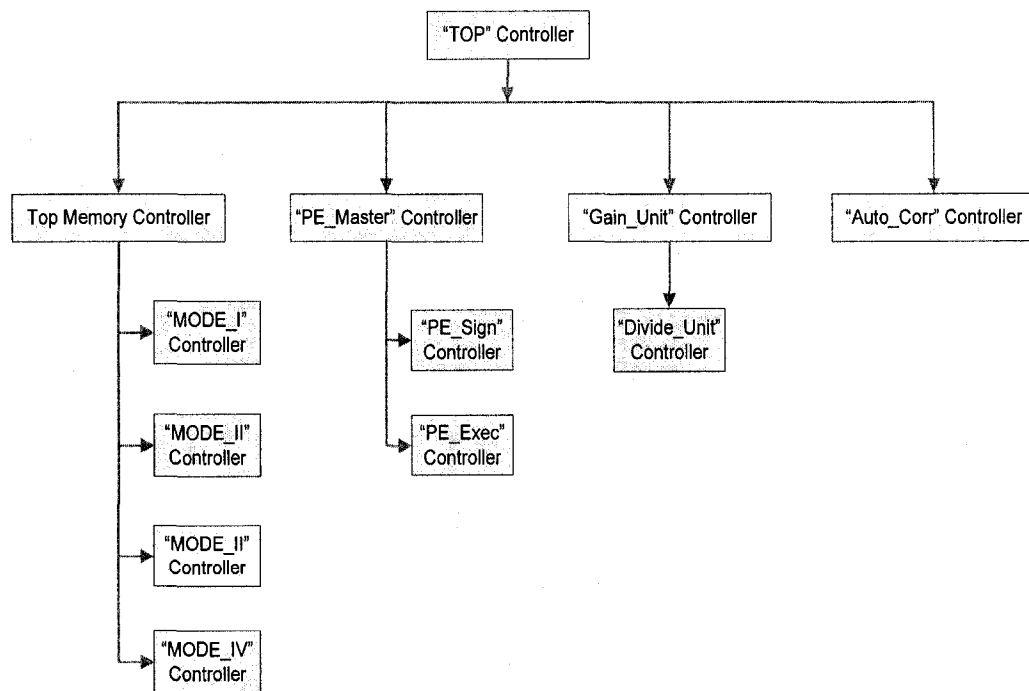 “TOP” Controller
Top Memory Controller
“PE_Master” Controller
“Gain_Unit” Controller
“Auto_Corr” Controller
“MODE_I”
Controller
“MODE_II”
Controller
“MODE_II”
Controller
“MODE_IV”
Controller
“PE_Sign”
Controller
“PE_Exec”
Controller
“Divide_Unit”
Controller